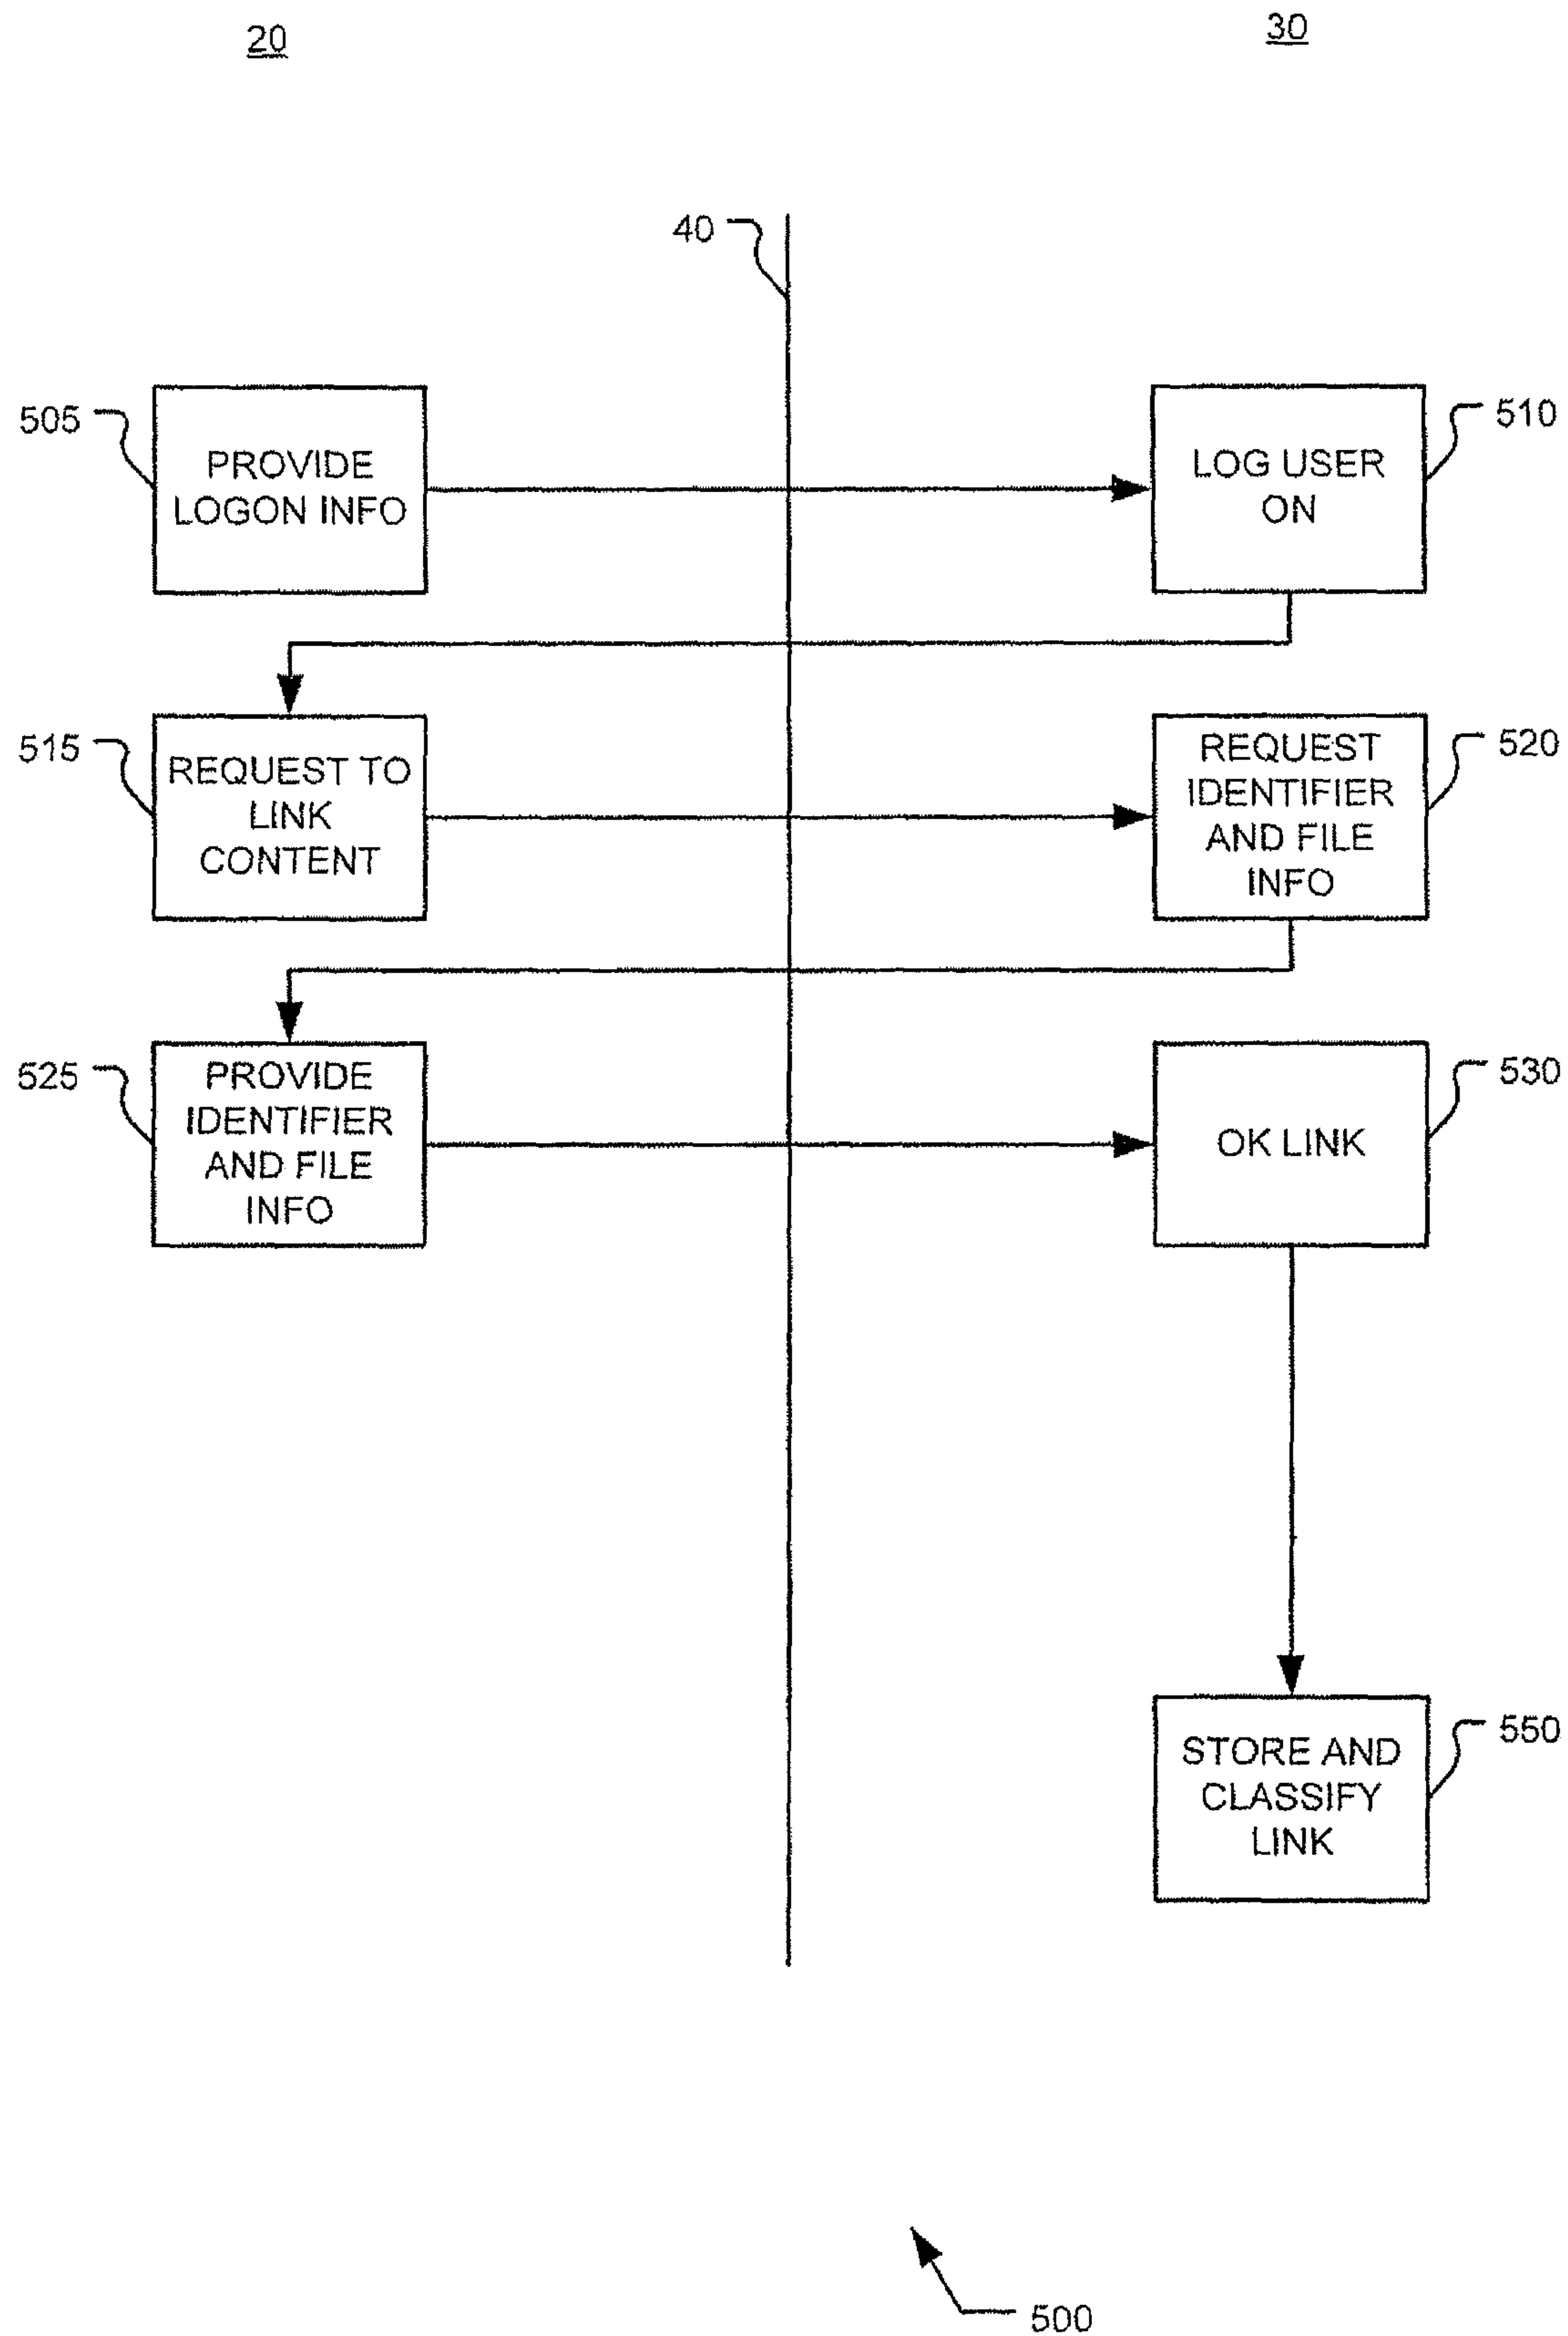 20
30
40
505
PROVIDE
LOGON INFO
LOG USER
ON
510
515
REQUEST TO
LINK
CONTENT
REQUEST
IDENTIFIER
AND FILE
INFO
520
525
PROVIDE
IDENTIFIER
AND FILE
INFO
OK LINK
530
STORE AND
CLASSIFY
LINK
550
500